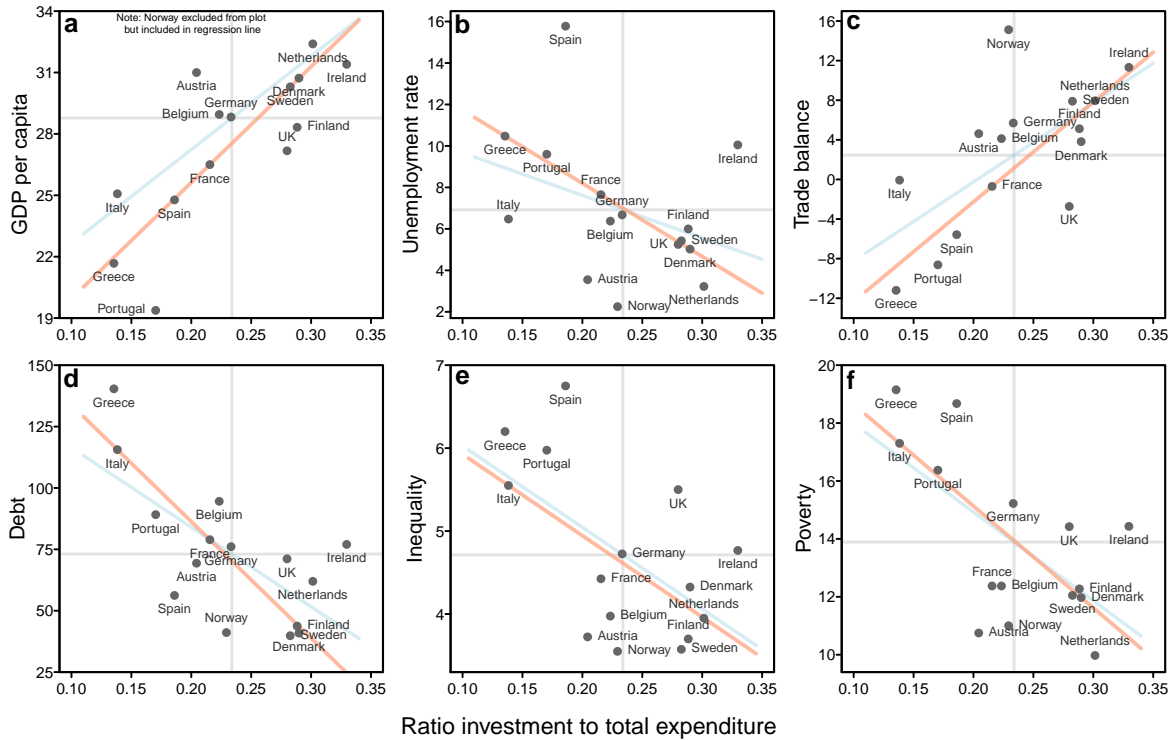 a
Note: Norway excluded from plot
but included in regression line
GDP per capita
34
31
28
25
22
19
0.10 0.15 0.20 0.25 0.30 0.35
Netherlands
Ireland
Austria
Denmark
Germany
Sweden
Belgium
Finland
UK
France
Italy
Spain
Greece
Portugal
b
Unemployment rate
16
14
12
10
8
6
4
2
0.10 0.15 0.20 0.25 0.30 0.35
Spain
Greece
Ireland
Portugal
France
Germany
Italy
Finland
Belgium
UK
Sweden
Denmark
Austria
Netherlands
Norway
c
Trade balance
16
12
8
4
0
−4
−8
−12
0.10 0.15 0.20 0.25 0.30 0.35
Norway
Ireland
Netherlands
Sweden
Finland
Germany
Belgium
Austria
Denmark
France
Italy
UK
Spain
Portugal
Greece
d
Debt
150
125
100
75
50
25
0.10 0.15 0.20 0.25 0.30 0.35
Greece
Italy
Belgium
Portugal
France
Germany
Ireland
Austria
UK
Spain
Netherlands
Norway
Finland
Sweden
Denmark
e
Inequality
7
6
5
4
0.10 0.15 0.20 0.25 0.30 0.35
Spain
Greece
Portugal
Italy
UK
Germany
Ireland
France
Denmark
Netherlands
Belgium
Finland
Austria
Norway
Sweden
f
Poverty
20
18
16
14
12
10
0.10 0.15 0.20 0.25 0.30 0.35
Greece
Spain
Italy
Portugal
Germany
UK
Ireland
France
Belgium
Finland
Denmark
Sweden
Norway
Austria
Netherlands
Ratio investment to total expenditure